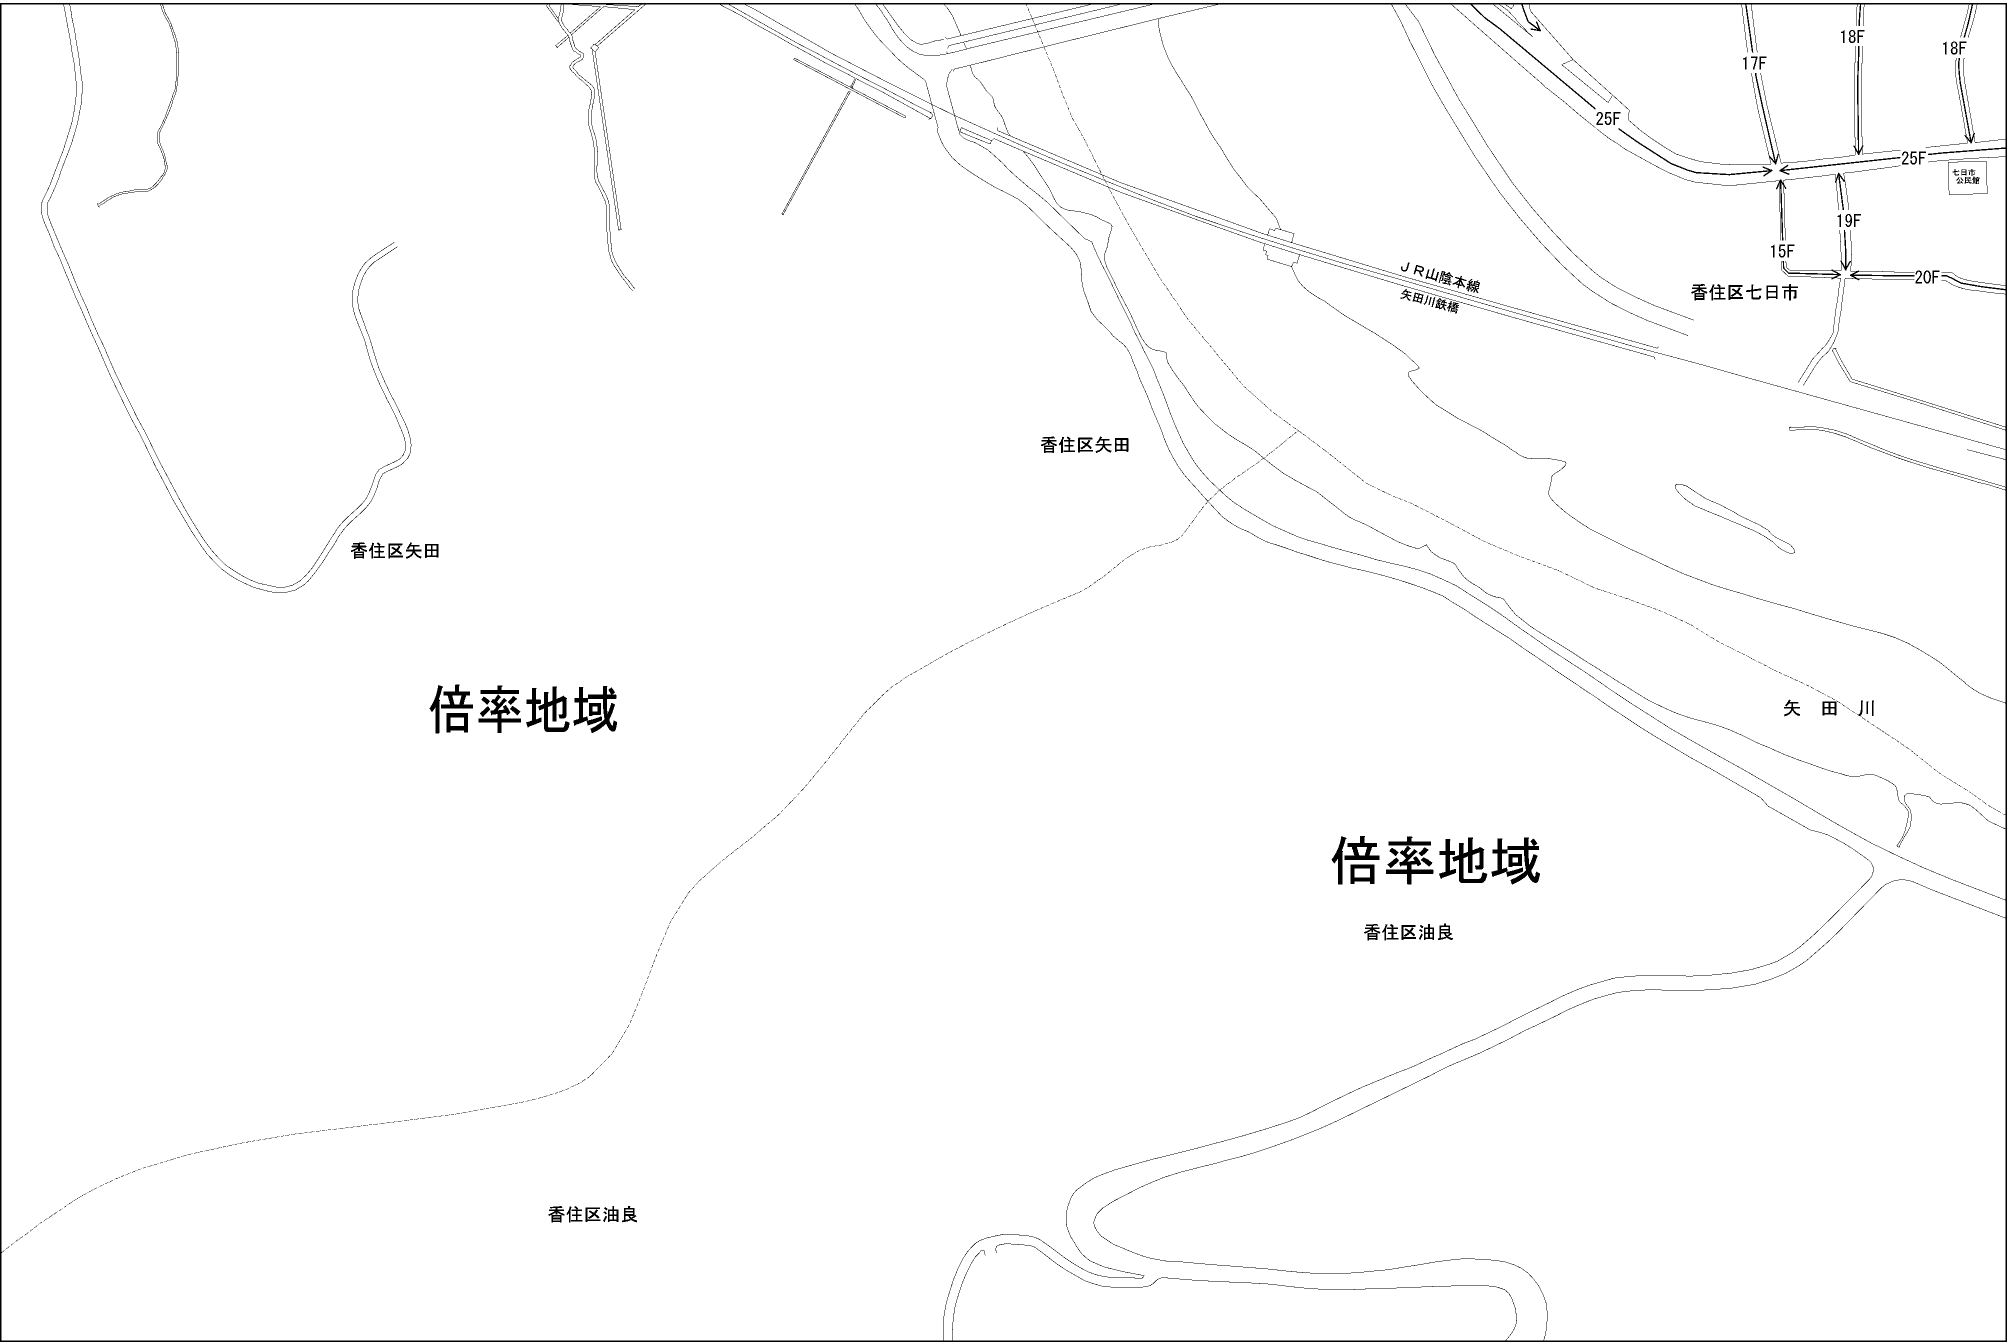 18F
18F
17F
25F
25F
七日市
公民館
19F
15F
20F
JR山陰本線
矢田川鉄橋
香住区七日市
香住区矢田
香住区矢田
倍率地域
矢田川
倍率地域
香住区油良
香住区油良